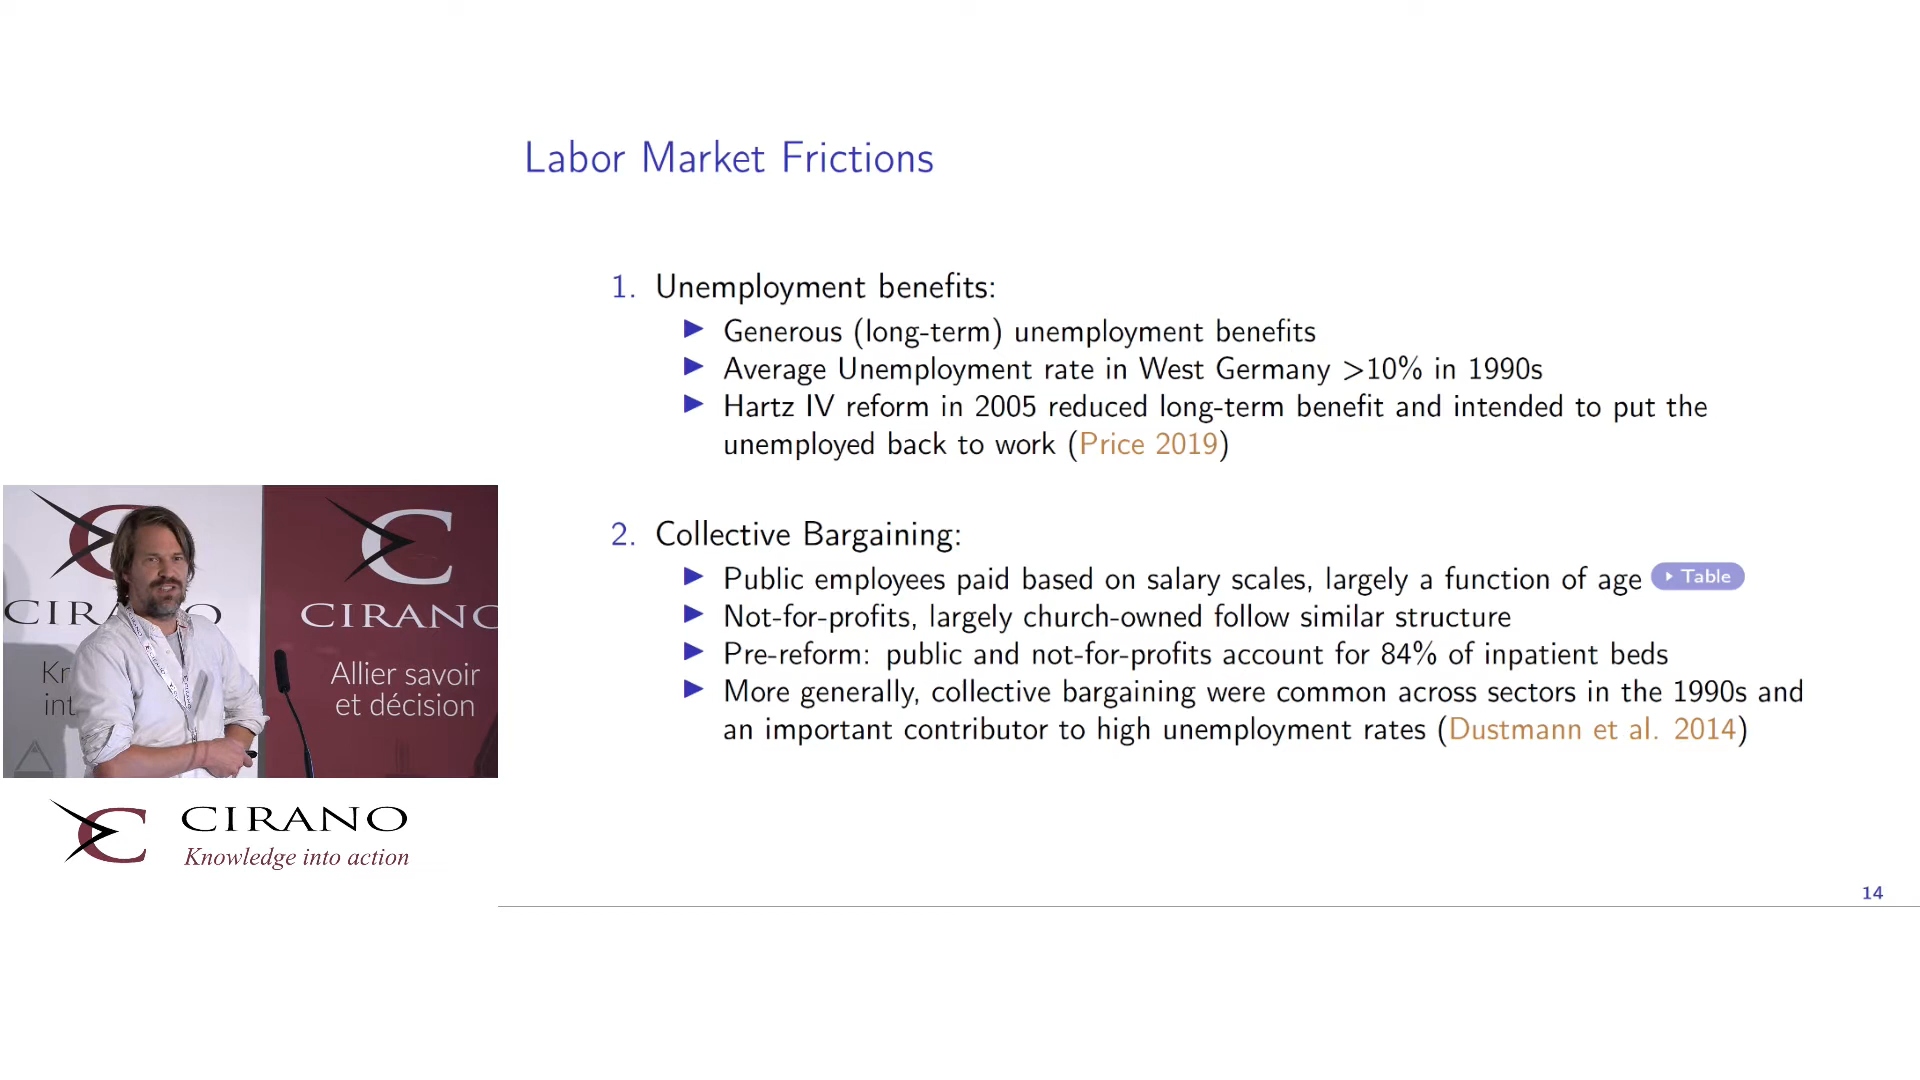 Labor Market Frictions
1. Unemployment benefits:
Generous (long-term) unemployment benefits
Average Unemployment rate in West Germany >10% in 1990s
Hartz IV reform in 2005 reduced long-term benefit and intended to put the
unemployed back to work (Price 2019)
2. Collective Bargaining:
Public employees paid based on salary scales, largely a function of age Table
Not-for-profits, largely church-owned follow similar structure
Pre-reform: public and not-for-profits account for 84% of inpatient beds
More generally, collective bargaining were common across sectors in the 1990s and
an important contributor to high unemployment rates (Dustmann et al. 2014)
14
CIRANO
Kr
int
CIRANO
Allier savoir
et décision
CIRANO
Knowledge into action